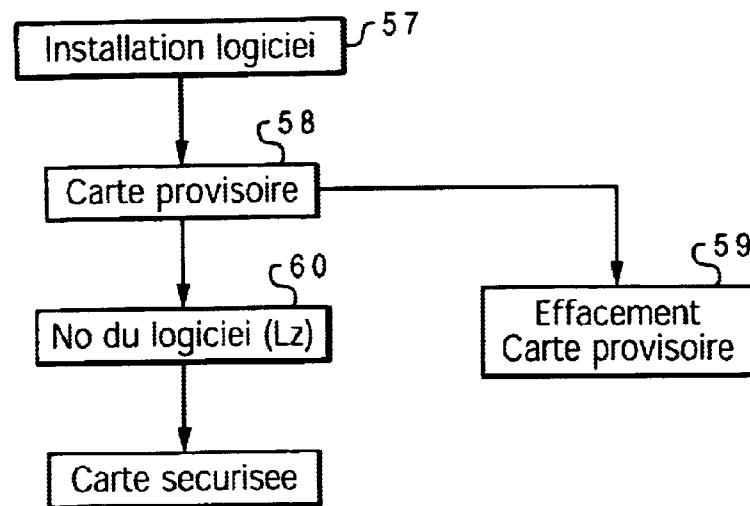 Installation logiciei
57
58
Carte provisoire
60
59
No du logiciei (Lz)
Effacement
Carte provisoire
Carte securisee